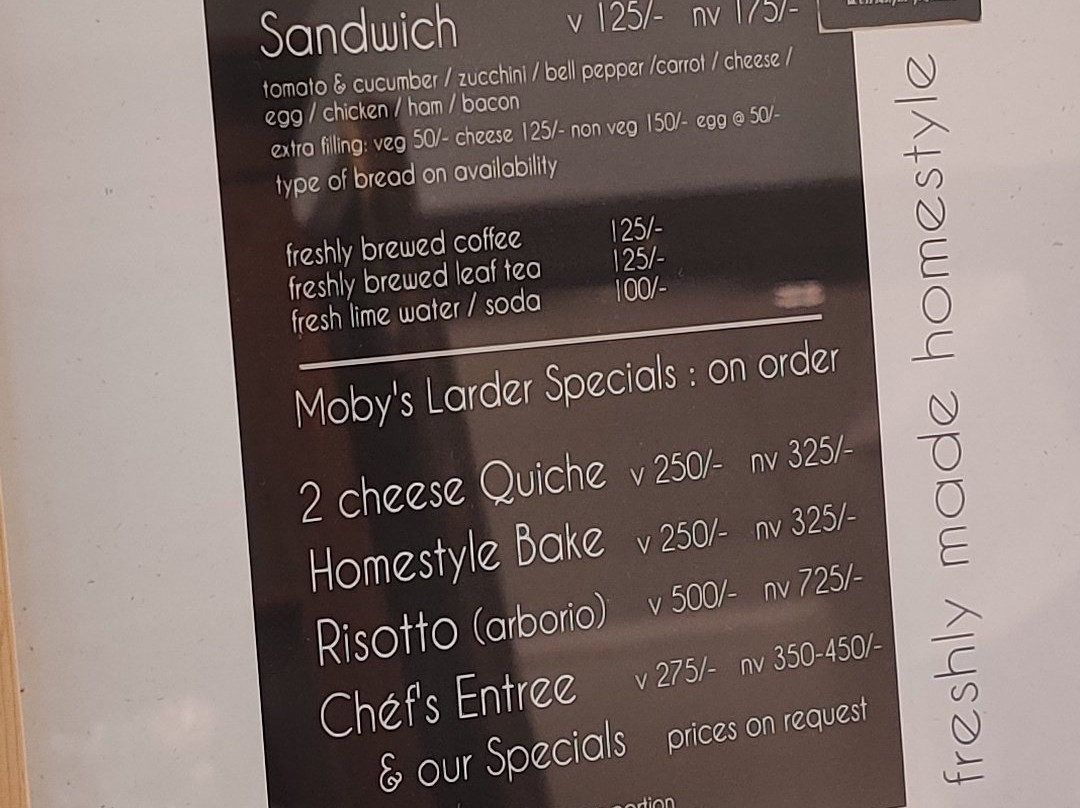 Sandwich v 125/- nv 175/-
tomato & cucumber / zucchini / bell pepper /carrot / cheese /
egg / chicken / ham / bacon
extra filling: veg 50/- cheese 125/- non veg 150/- egg @ 50/-
type of bread on availability
freshly brewed coffee 125/-
freshly brewed leaf tea 125/-
fresh lime water / soda 100/-
Moby's Larder Specials : on order
2 cheese Quiche v 250/- nv 325/-
Homestyle Bake v 250/- nv 325/-
Risotto (arborio) v 500/- nv 725/-
Chéf's Entree v 275/- nv 350-450/-
& our Specials prices on request
freshly made homestyle